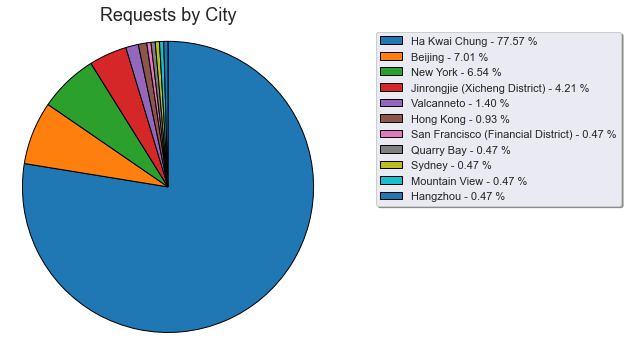 Requests by City
Ha Kwai Chung - 77.57 %
Beijing - 7.01 %
New York - 6.54 %
Jinrongjie (Xicheng District) - 4.21 %
Valcanneto - 1.40 %
Hong Kong - 0.93 %
San Francisco (Financial District) - 0.47 %
Quarry Bay - 0.47 %
Sydney - 0.47 %
Mountain View - 0.47 %
Hangzhou - 0.47 %